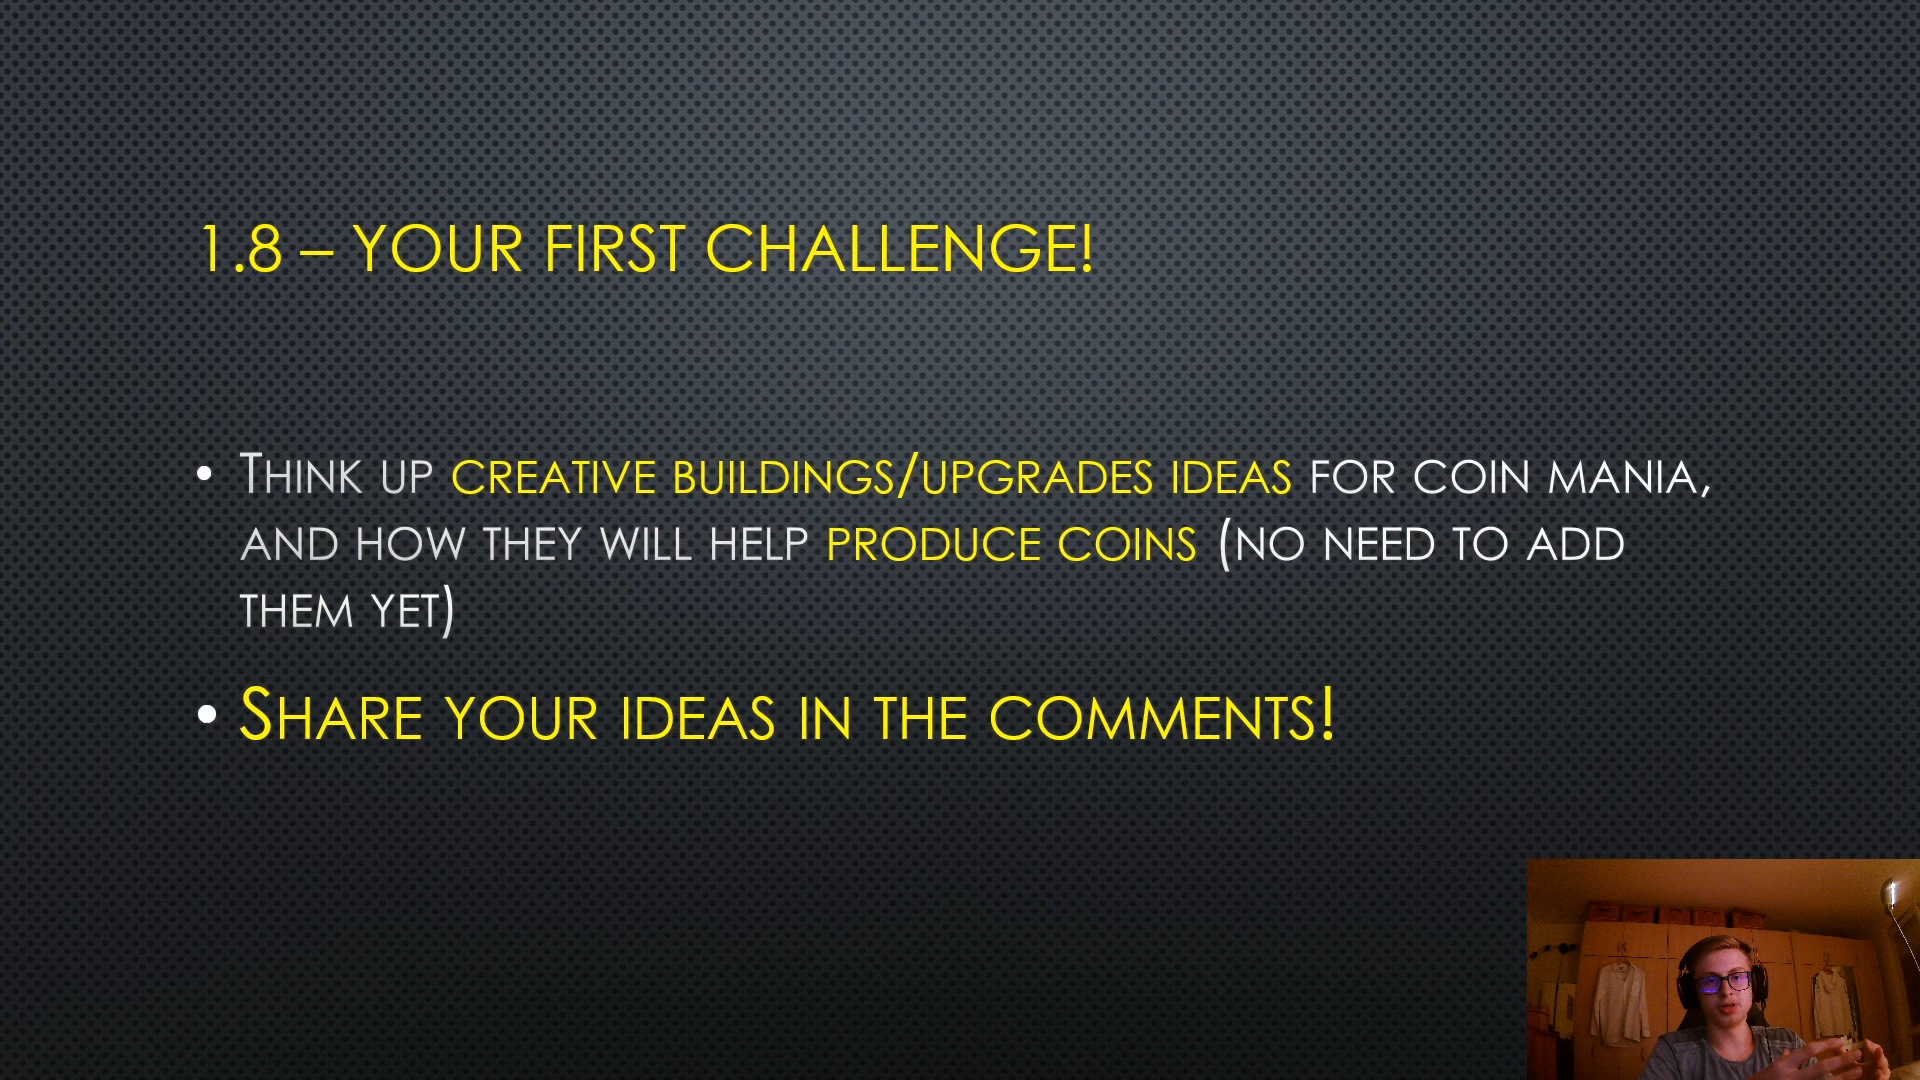 1.8 – YOUR FIRST CHALLENGE!
• THINK UP CREATIVE BUILDINGS/UPGRADES IDEAS FOR COIN MANIA,
AND HOW THEY WILL HELP PRODUCE COINS (NO NEED TO ADD
THEM YET)
• SHARE YOUR IDEAS IN THE COMMENTS!